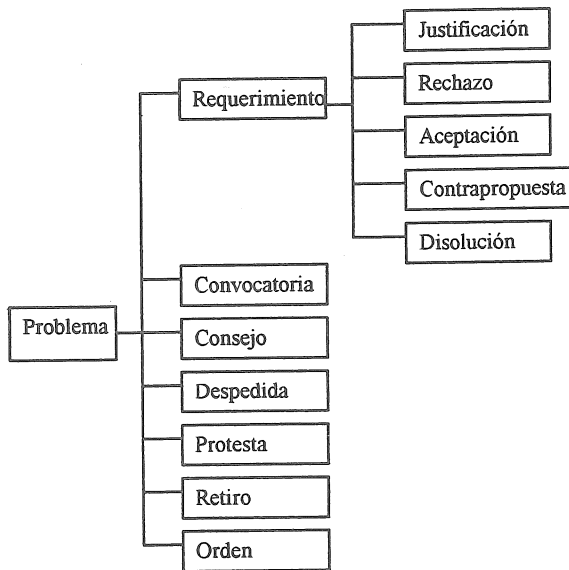 Justificación
Requerimiento
Rechazo
Aceptación
Contrapropuesta
Disolución
Convocatoria
Problema
Consejo
Despedida
Protesta
Retiro
Orden